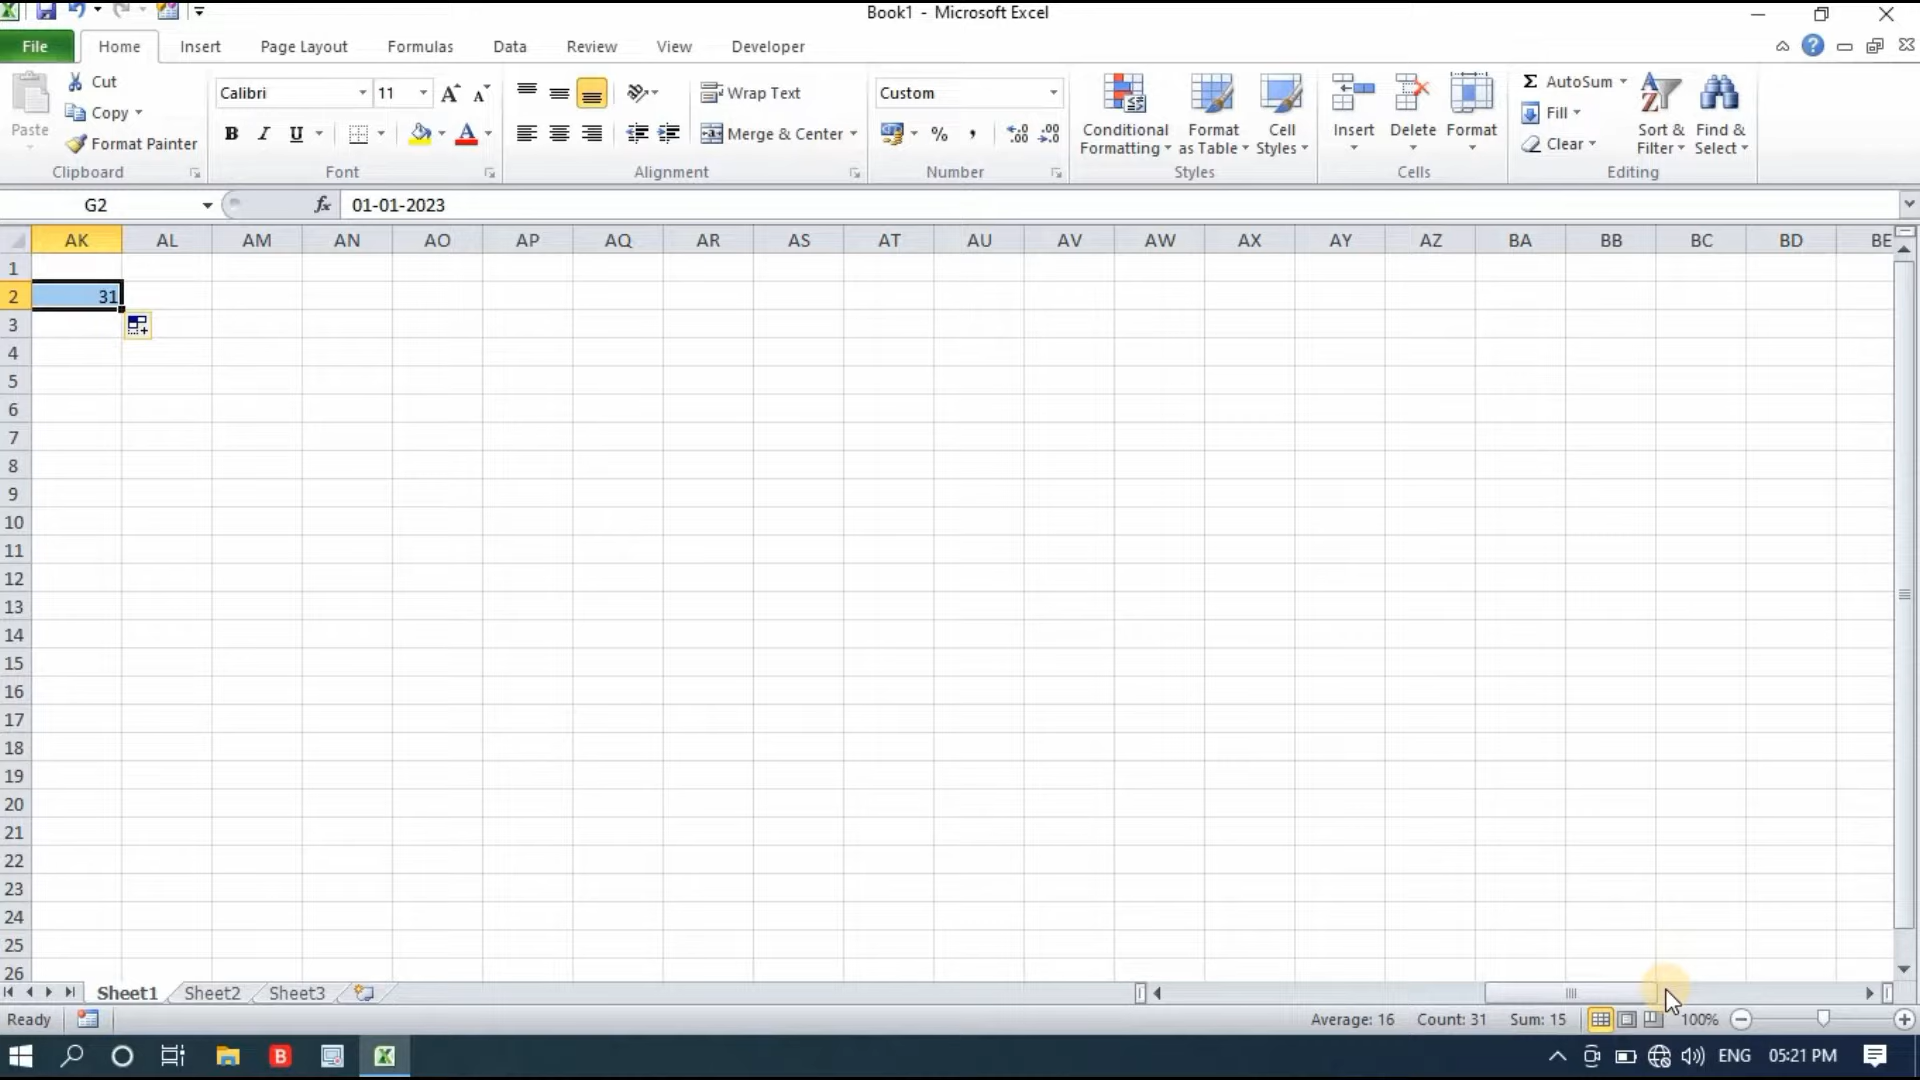 Book1 - Microsoft Excel
File Home Insert Page Layout Formulas Data Review View Developer
Paste
Cut
Copy
Format Painter
Clipboard
Calibri 11
B I U
Font
Wrap Text
Merge & Center
Alignment
Custom
%
Number
Conditional Formatting
Format as Table
Cell Styles
Styles
Insert Delete Format
Cells
Σ AutoSum
Fill
Clear
Sort & Filter
Find & Select
Editing
G2 fx 01-01-2023
AK AL AM AN AO AP AQ AR AS AT AU AV AW AX AY AZ BA BB BC BD BE
1
2 31
3
4
5
6
7
8
9
10
11
12
13
14
15
16
17
18
19
20
21
22
23
24
25
26
Sheet1 Sheet2 Sheet3
Ready Average: 16 Count: 31 Sum: 15 100%
B ENG 05:21 PM